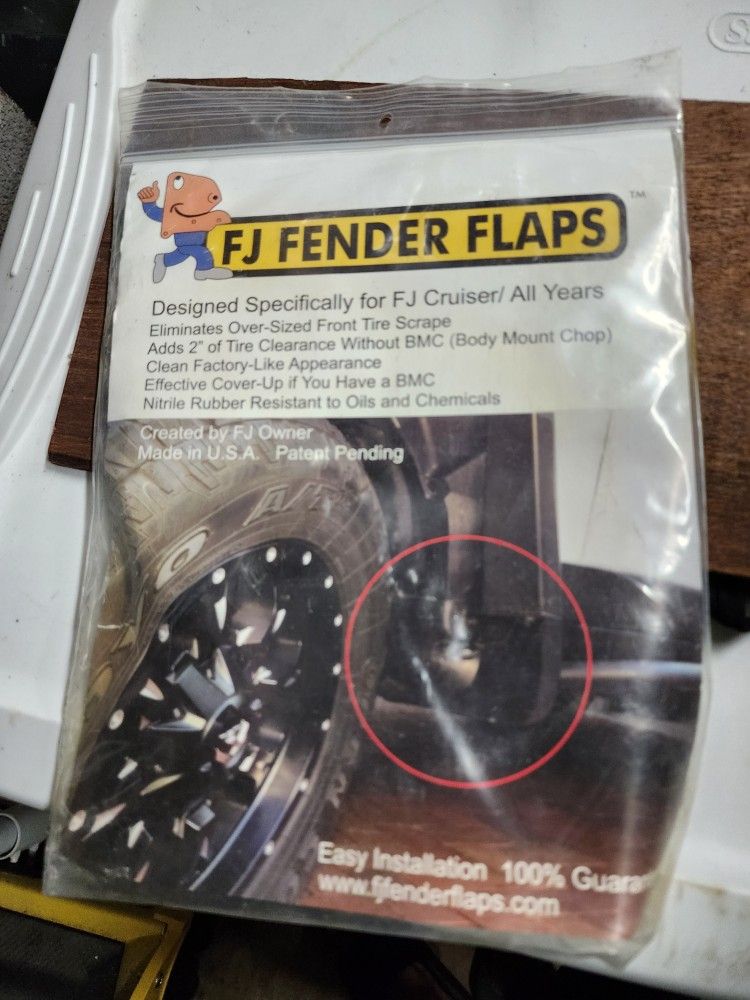 FJ FENDER FLAPS TM
Designed Specifically for FJ Cruiser/ All Years
Eliminates Over-Sized Front Tire Scrape
Adds 2" of Tire Clearance Without BMC (Body Mount Chop)
Clean Factory-Like Appearance
Effective Cover-Up if You Have a BMC
Nitrile Rubber Resistant to Oils and Chemicals
Created by FJ Owner
Made in U.S.A. Patent Pending
A/T
Easy Installation 100%
www.fjfenderflaps.com